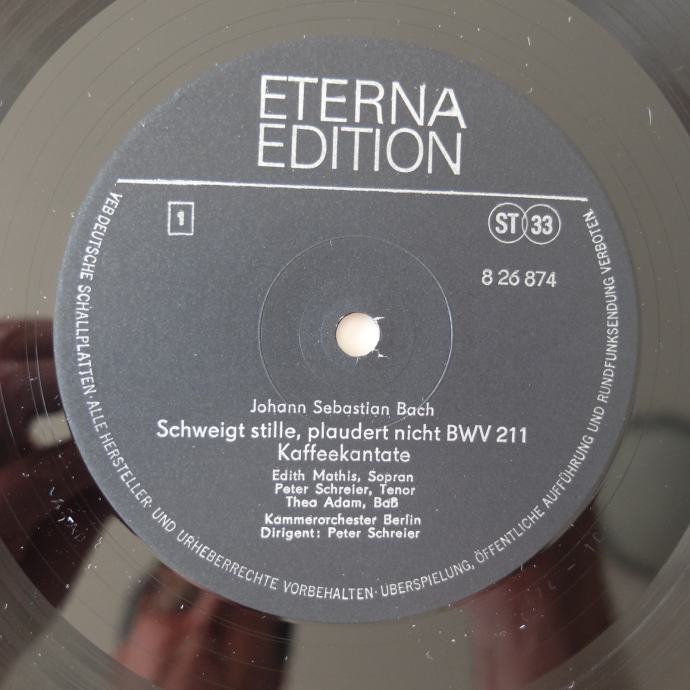 ETERNA
EDITION
1
ST 33
8 26 874
Johann Sebastian Bach
Schweigt stille, plaudert nicht BWV 211
Kaffeekantate
Edith Mathis, Sopran
Peter Schreier, Tenor
Thea Adam, Baß
Kammerorchester Berlin
Dirigent: Peter Schreier
VEB DEUTSCHE SCHALLPLATTEN · ALLE HERSTELLER- UND URHEBERRECHTE VORBEHALTEN · ÜBERSPIELUNG, ÖFFENTLICHE AUFFÜHRUNG UND RUNDFUNKSENDUNG VERBOTEN.